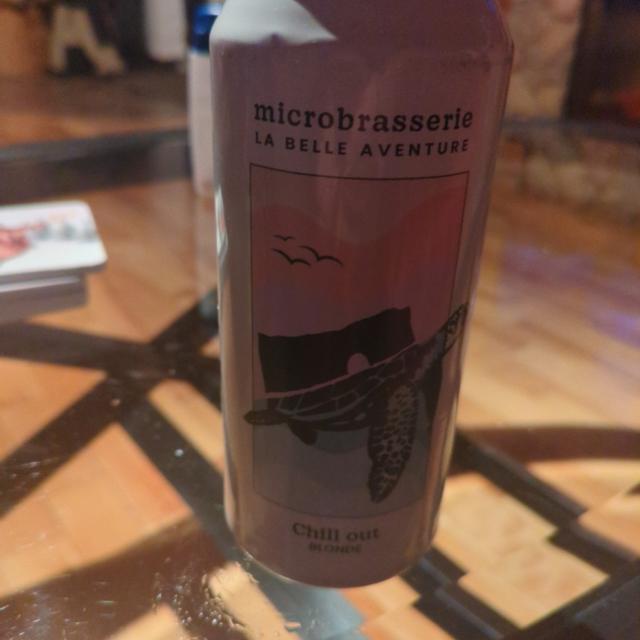 microbrasserie
LA BELLE AVENTURE
Chill out
BLONDE